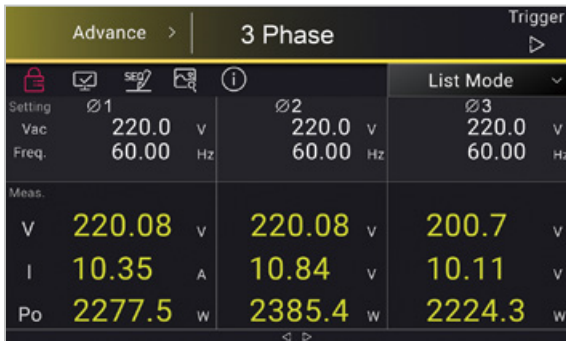 Advance > 3 Phase Trigger
SEQ List Mode
Setting Ø1 Ø2 Ø3
Vac 220.0 V 220.0 V 220.0 V
Freq. 60.00 Hz 60.00 Hz 60.00 Hz
Meas.
V 220.08 V 220.08 V 200.7 V
I 10.35 A 10.84 V 10.11 V
Po 2277.5 W 2385.4 W 2224.3 W